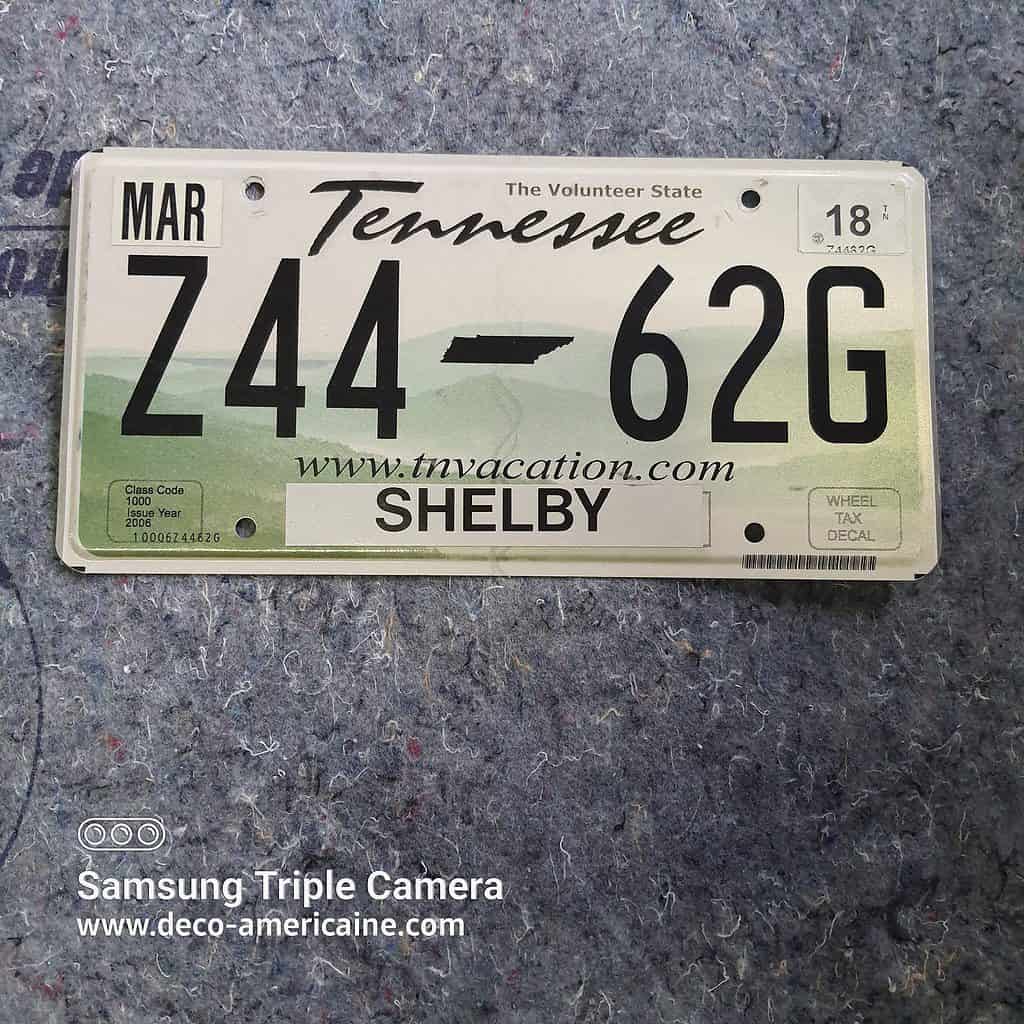 MAR
The Volunteer State
Tennessee
18
TN
Z4462G
Z44-62G
www.tnvacation.com
Class Code
1000
Issue Year
2006
10006Z4462G
SHELBY
WHEEL
TAX
DECAL
Samsung Triple Camera
www.deco-americaine.com